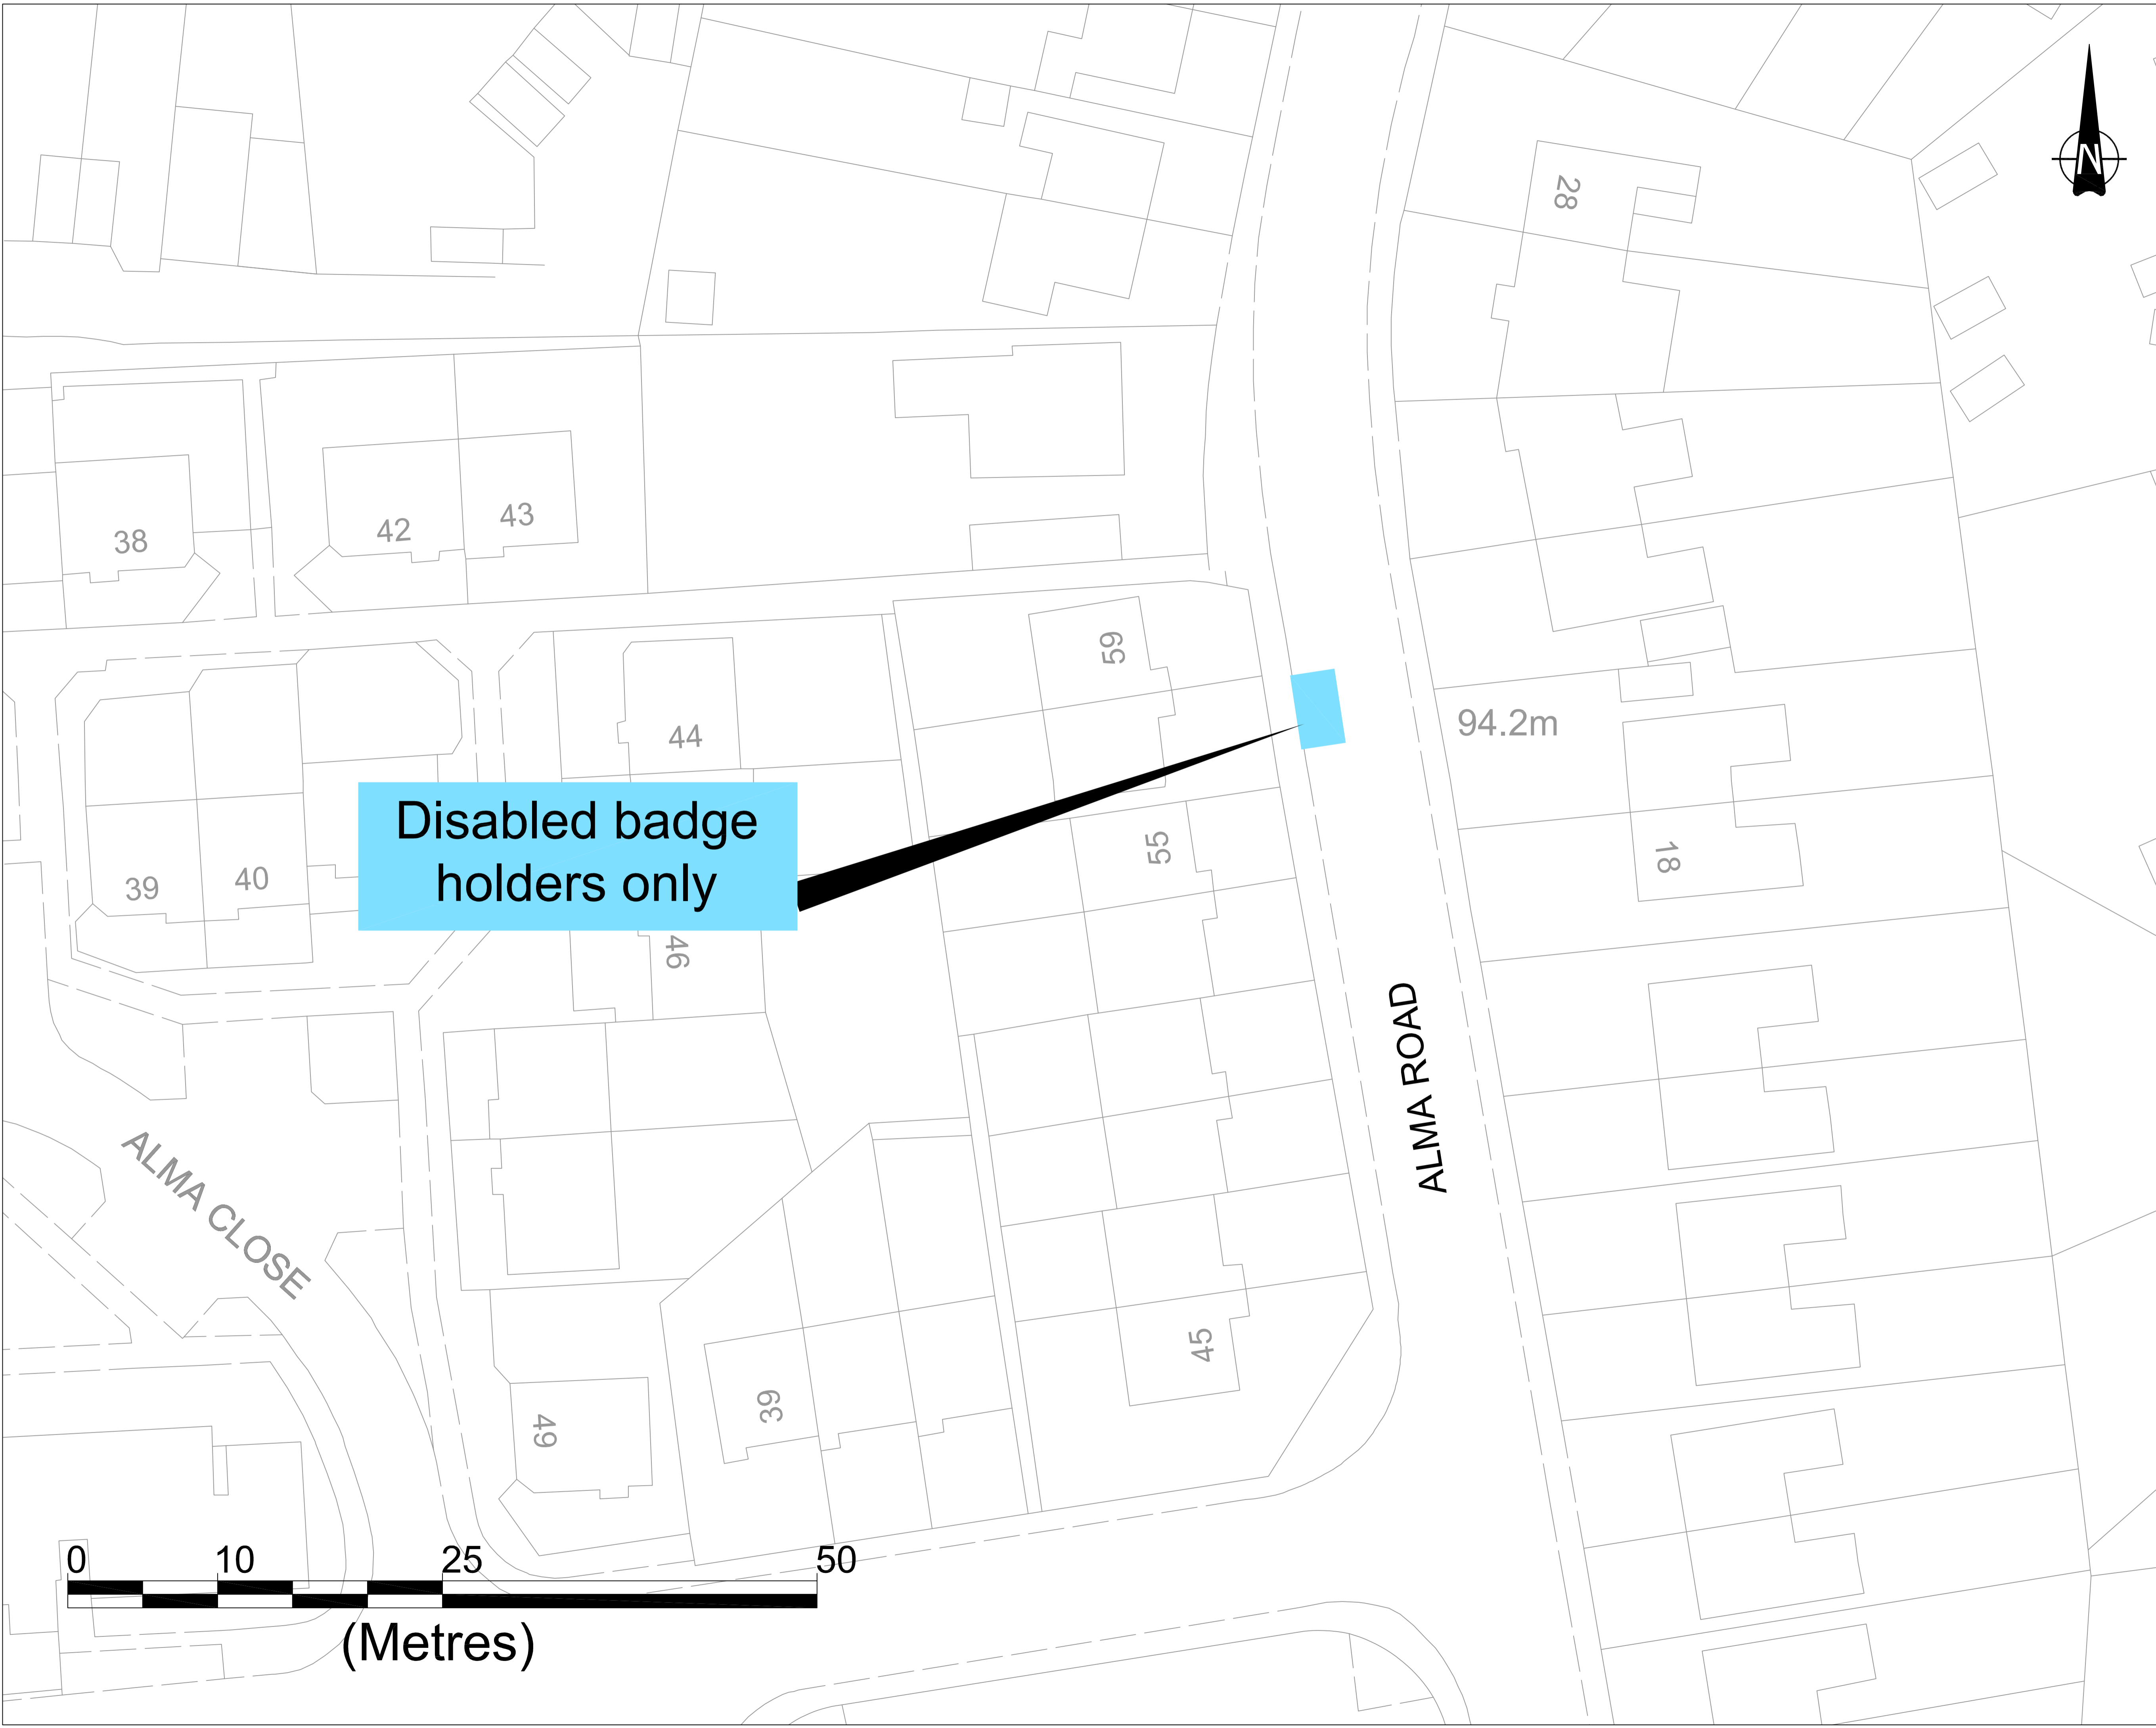 N
28
38
42
43
59
44
94.2m
Disabled badge
holders only
55
18
39
40
46
ALMA ROAD
ALMA CLOSE
45
39
49
0 10 25 50
(Metres)